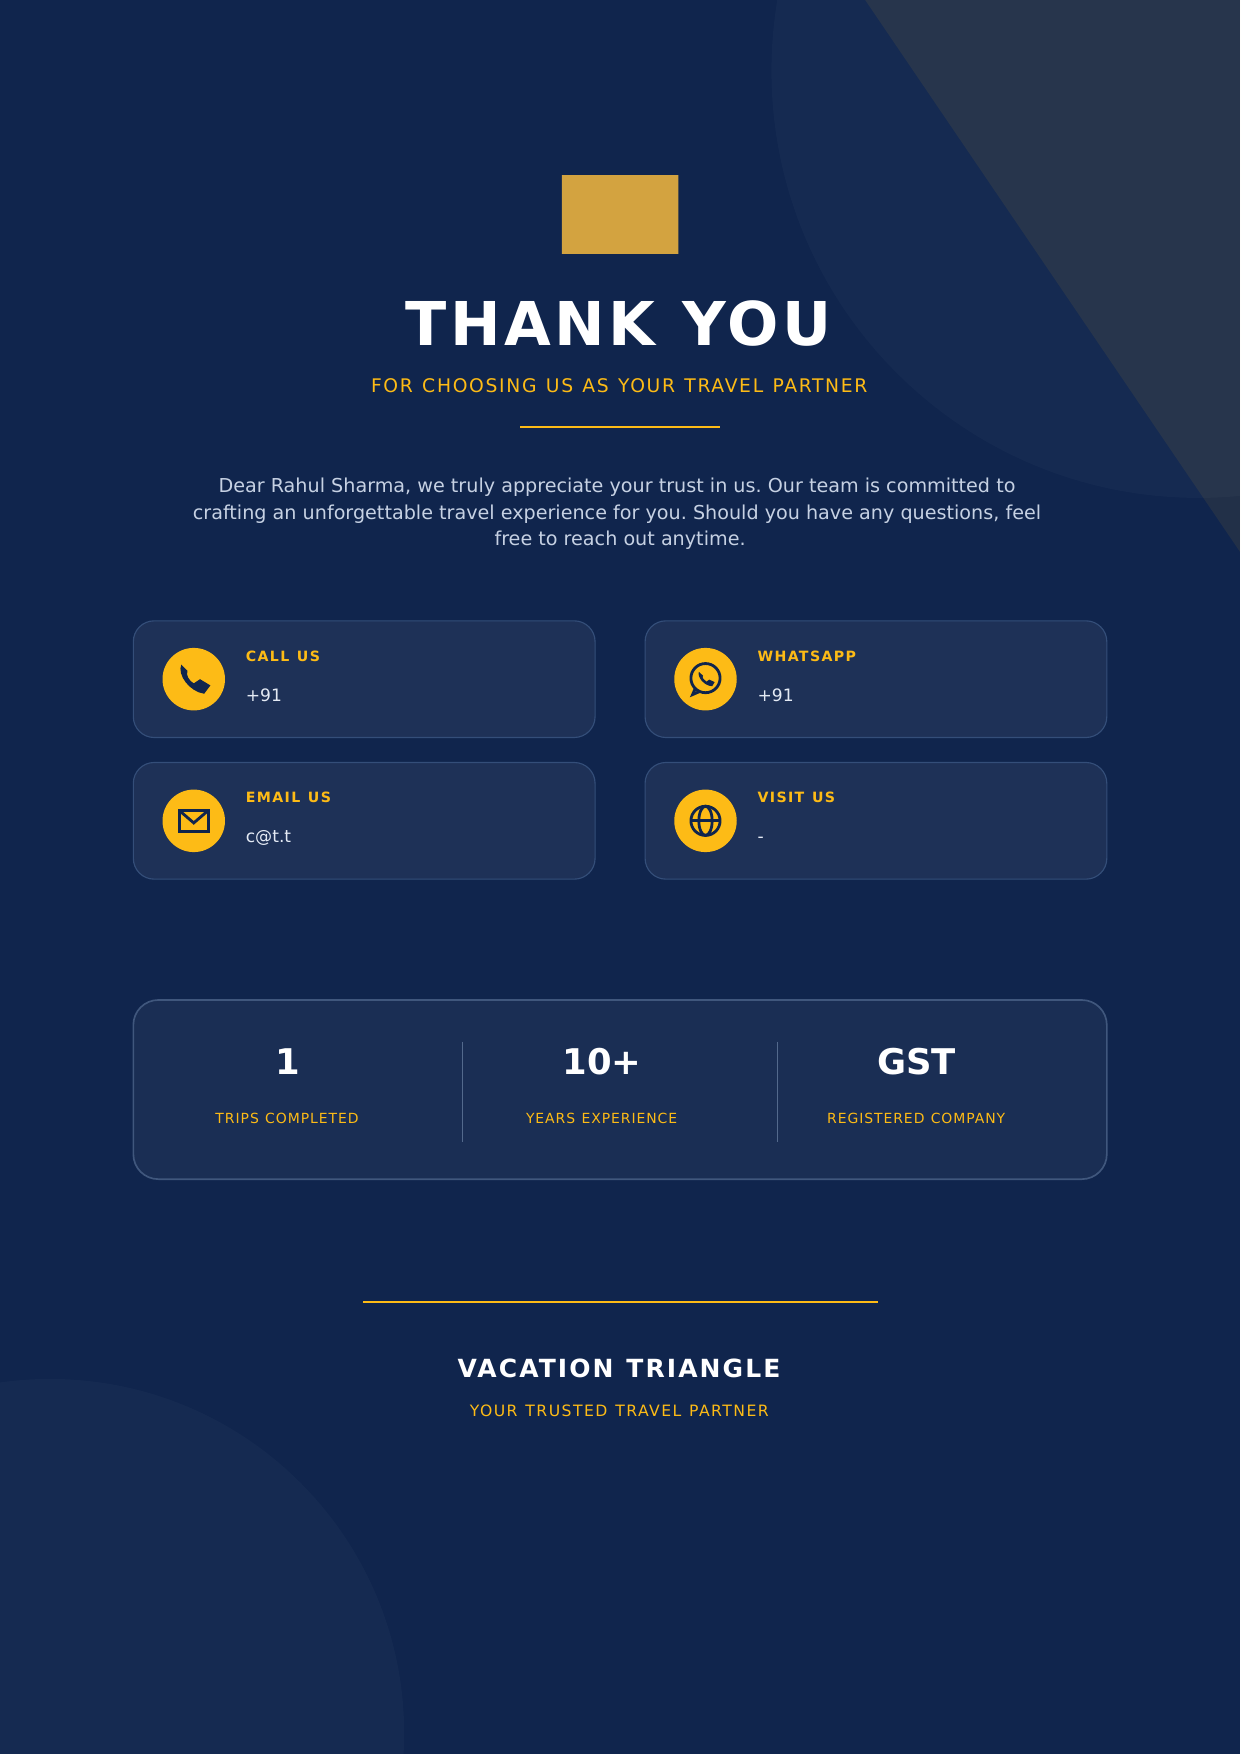 THANK YOU
FOR CHOOSING US AS YOUR TRAVEL PARTNER
Dear Rahul Sharma, we truly appreciate your trust in us. Our team is committed to
crafting an unforgettable travel experience for you. Should you have any questions, feel
free to reach out anytime.
CALL US
+91
WHATSAPP
+91
EMAIL US
c@t.t
VISIT US
-
1
TRIPS COMPLETED
10+
YEARS EXPERIENCE
GST
REGISTERED COMPANY
VACATION TRIANGLE
YOUR TRUSTED TRAVEL PARTNER